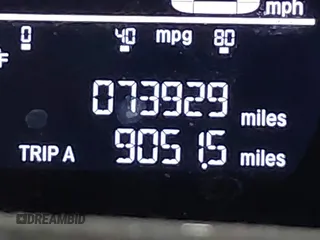 mph
0 40 mpg 80
F
073929 miles
TRIP A 9051.5 miles
DREAMBID